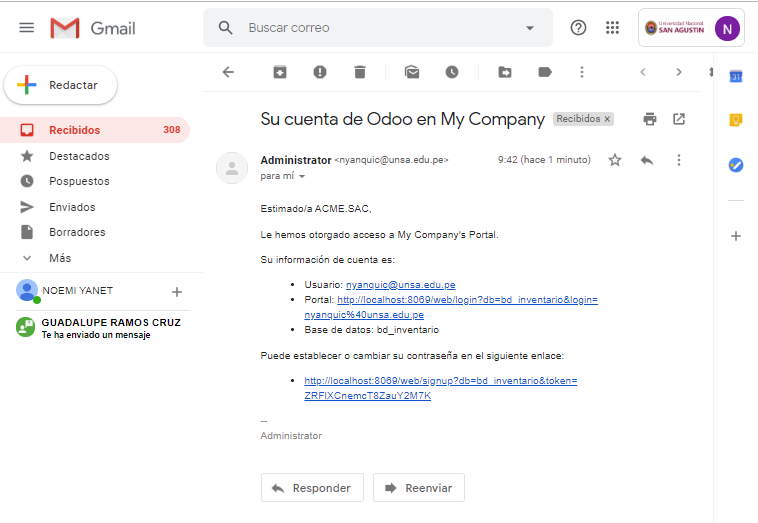 Gmail
Buscar correo
Universidad Nacional
SAN AGUSTIN
N
Redactar
Recibidos 308
Destacados
Pospuestos
Enviados
Borradores
Más
NOEMI YANET
GUADALUPE RAMOS CRUZ
Te ha enviado un mensaje
31
Su cuenta de Odoo en My Company Recibidos x
Administrator <nyanquic@unsa.edu.pe> 9:42 (hace 1 minuto)
para mí
Estimado/a ACME.SAC,
Le hemos otorgado acceso a My Company's Portal.
Su información de cuenta es:
• Usuario: nyanquic@unsa.edu.pe
• Portal: http://localhost:8069/web/login?db=bd_inventario&login=
nyanquic%40unsa.edu.pe
• Base de datos: bd_inventario
Puede establecer o cambiar su contraseña en el siguiente enlace:
• http://localhost:8069/web/signup?db=bd_inventario&token=
ZRFIXCnemcT8ZauY2M7K
--
Administrator
Responder
Reenviar